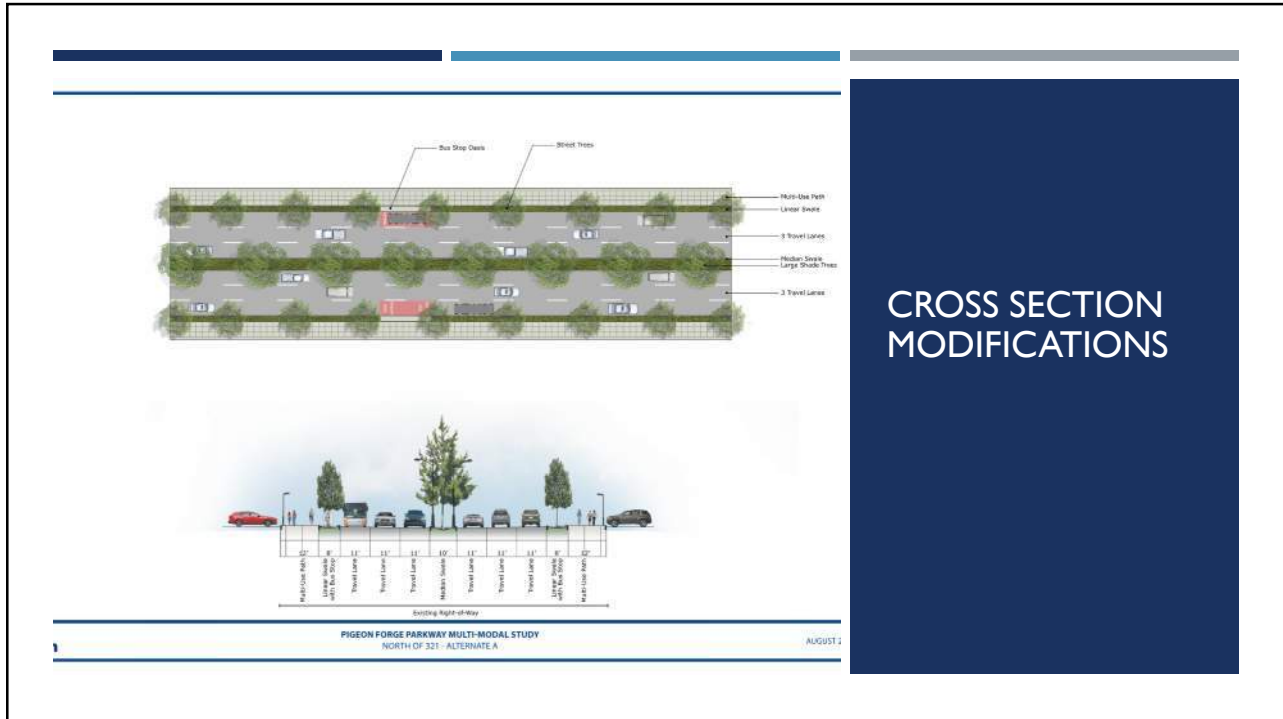 Bus Stop Oasis
Street Trees
Multi-Use Path
Linear Swale
3 Travel Lanes
Median Swale
Large Shade Trees
3 Travel Lanes
12'
8'
11'
11'
11'
10'
11'
11'
11'
8'
12'
Multi-Use Path
Linear Swale
with Bus Stop
Travel Lane
Travel Lane
Travel Lane
Median Swale
Travel Lane
Travel Lane
Travel Lane
Linear Swale
with Bus Stop
Multi-Use Path
Existing Right-of-Way
PIGEON FORGE PARKWAY MULTI-MODAL STUDY
NORTH OF 321 - ALTERNATE A
AUGUST 2
CROSS SECTION
MODIFICATIONS